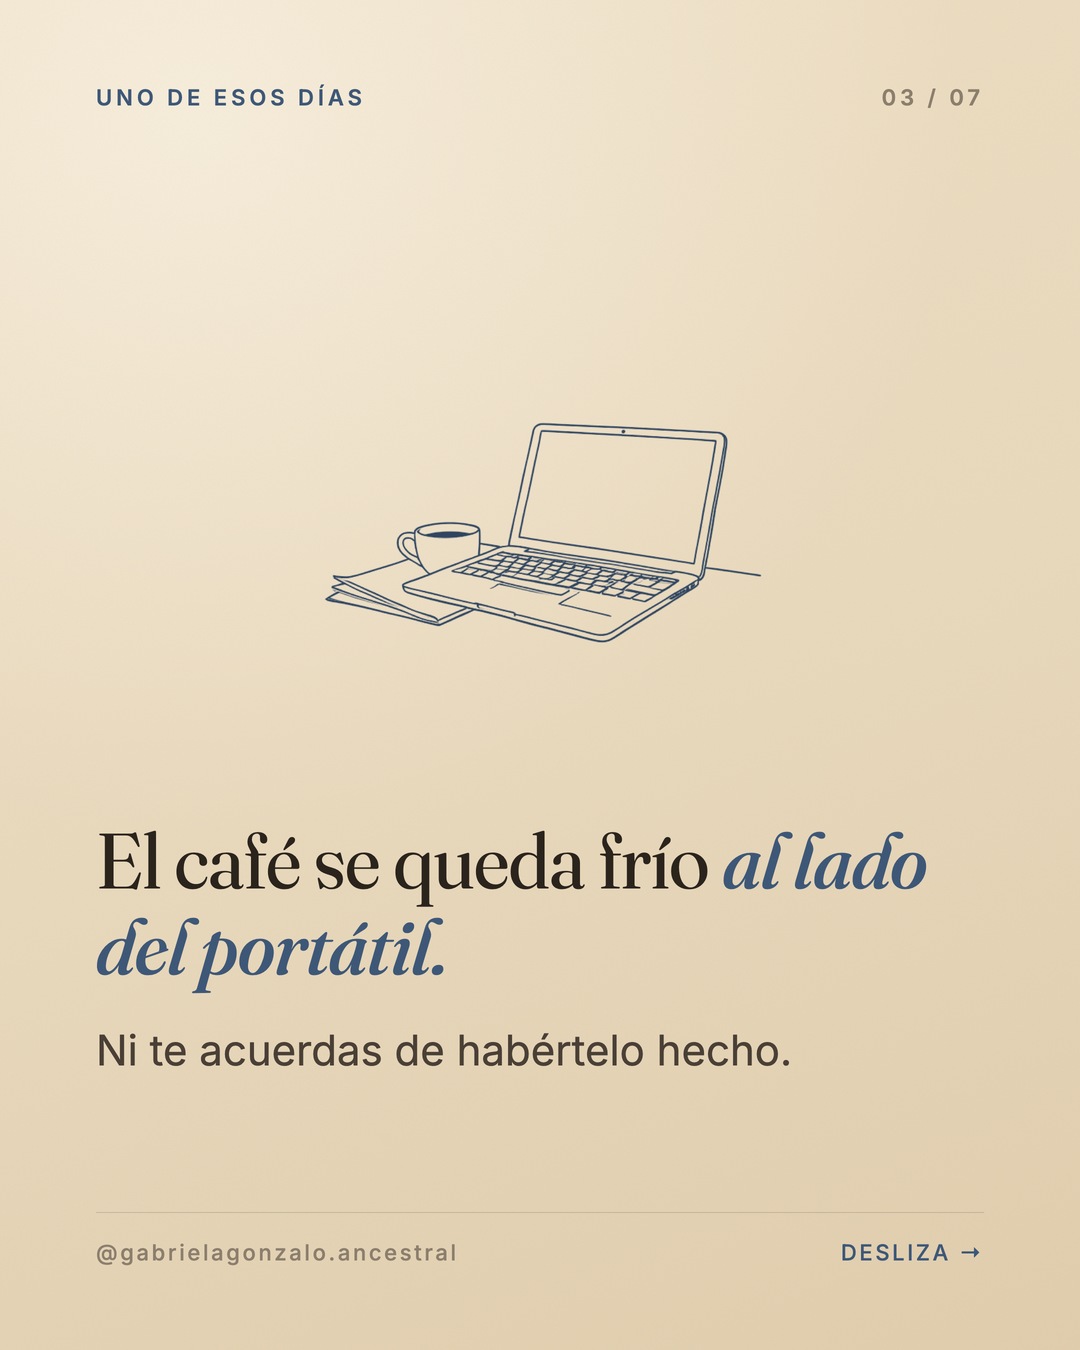 UNO DE ESOS DÍAS
03 / 07
El café se queda frío al lado
del portátil.
Ni te acuerdas de habértelo hecho.
@gabrielagonzalo.ancestral
DESLIZA →